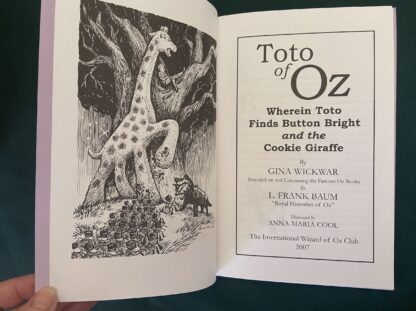 Toto
of
Oz
Wherein Toto
Finds Button Bright
and the
Cookie Giraffe
By
GINA WICKWAR
Founded on and Continuing the Famous Oz Books
By
L. FRANK BAUM
"Royal Historian of Oz"
Illustrated by
ANNA-MARIA COOL
The International Wizard of Oz Club
2007